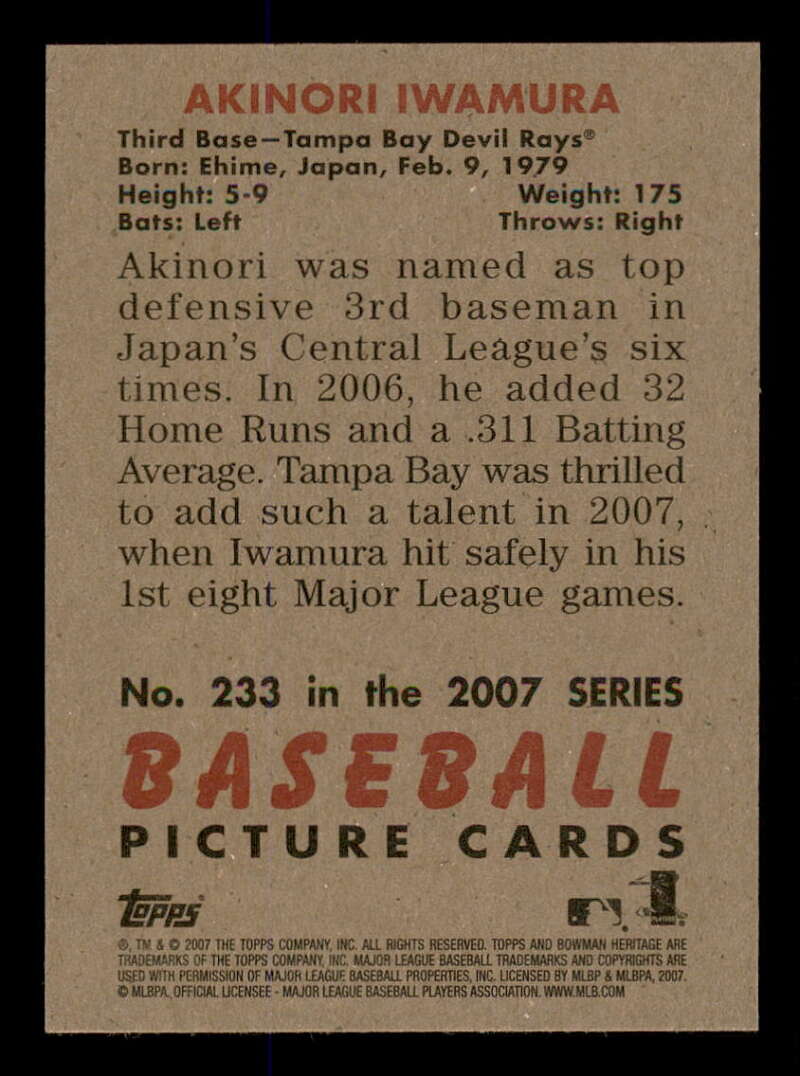 AKINORI IWAMURA
Third Base—Tampa Bay Devil Rays®
Born: Ehime, Japan, Feb. 9, 1979
Height: 5-9 Weight: 175
Bats: Left Throws: Right
Akinori was named as top
defensive 3rd baseman in
Japan's Central League's six
times. In 2006, he added 32
Home Runs and a .311 Batting
Average. Tampa Bay was thrilled
to add such a talent in 2007,
when Iwamura hit safely in his
1st eight Major League games.
No. 233 in the 2007 SERIES
BASEBALL
PICTURE CARDS
Topps
®, TM & © 2007 THE TOPPS COMPANY, INC. ALL RIGHTS RESERVED. TOPPS AND BOWMAN HERITAGE ARE
TRADEMARKS OF THE TOPPS COMPANY, INC. MAJOR LEAGUE BASEBALL TRADEMARKS AND COPYRIGHTS ARE
USED WITH PERMISSION OF MAJOR LEAGUE BASEBALL PROPERTIES, INC. LICENSED BY MLBP & MLBPA, 2007.
© MLBPA, OFFICIAL LICENSEE - MAJOR LEAGUE BASEBALL PLAYERS ASSOCIATION. WWW.MLB.COM